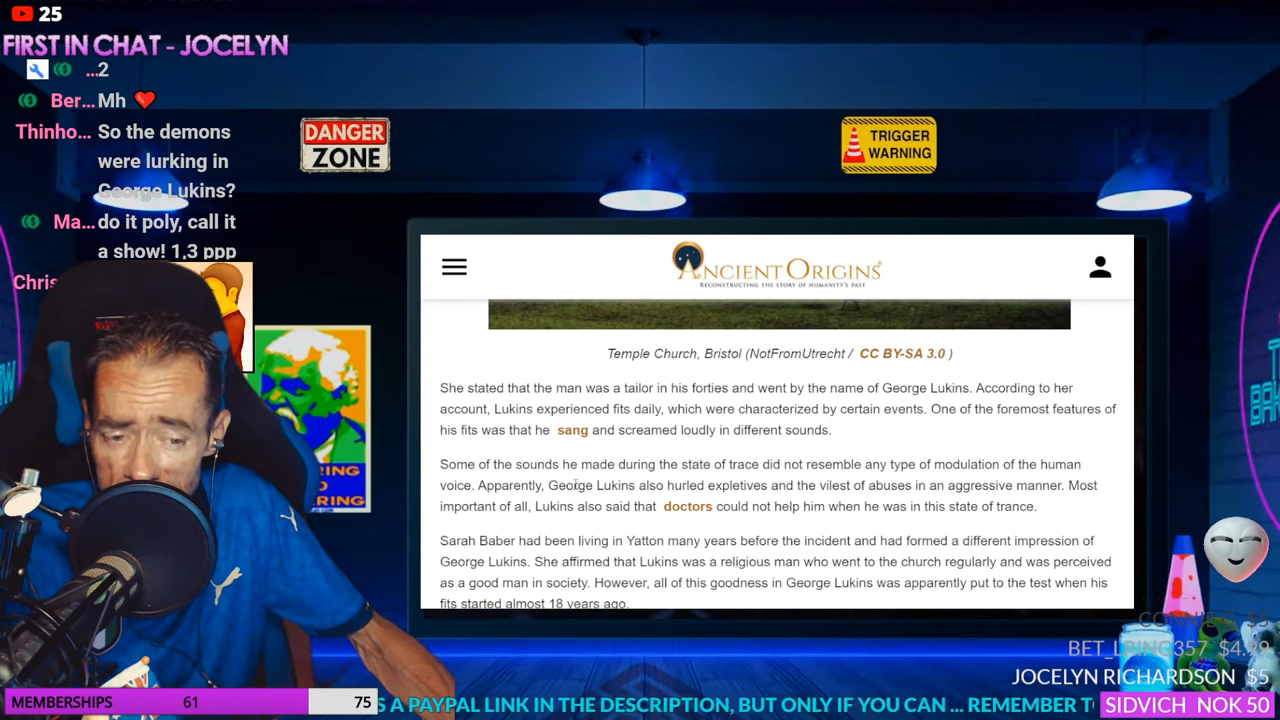 25
FIRST IN CHAT - JOCELYN
...2
Ber... Mh ❤️
Thinho... So the demons
were lurking in
George Lukins?
Ma... do it poly, call it
a show! 1,3 ppp
Chris
DANGER
ZONE
TRIGGER
WARNING
ANCIENT ORIGINS
RECONSTRUCTING THE STORY OF HUMANITY'S PAST
Temple Church, Bristol (NotFromUtrecht / CC BY-SA 3.0 )
She stated that the man was a tailor in his forties and went by the name of George Lukins. According to her
account, Lukins experienced fits daily, which were characterized by certain events. One of the foremost features of
his fits was that he sang and screamed loudly in different sounds.
Some of the sounds he made during the state of trace did not resemble any type of modulation of the human
voice. Apparently, George Lukins also hurled expletives and the vilest of abuses in an aggressive manner. Most
important of all, Lukins also said that doctors could not help him when he was in this state of trance.
Sarah Baber had been living in Yatton many years before the incident and had formed a different impression of
George Lukins. She affirmed that Lukins was a religious man who went to the church regularly and was perceived
as a good man in society. However, all of this goodness in George Lukins was apparently put to the test when his
fits started almost 18 years ago.
RING
RING
$5
BET_LRING357 $4.99
JOCELYN RICHARDSON $5
MEMBERSHIPS 61 75
S A PAYPAL LINK IN THE DESCRIPTION, BUT ONLY IF YOU CAN ... REMEMBER T
SIDVICH NOK 50